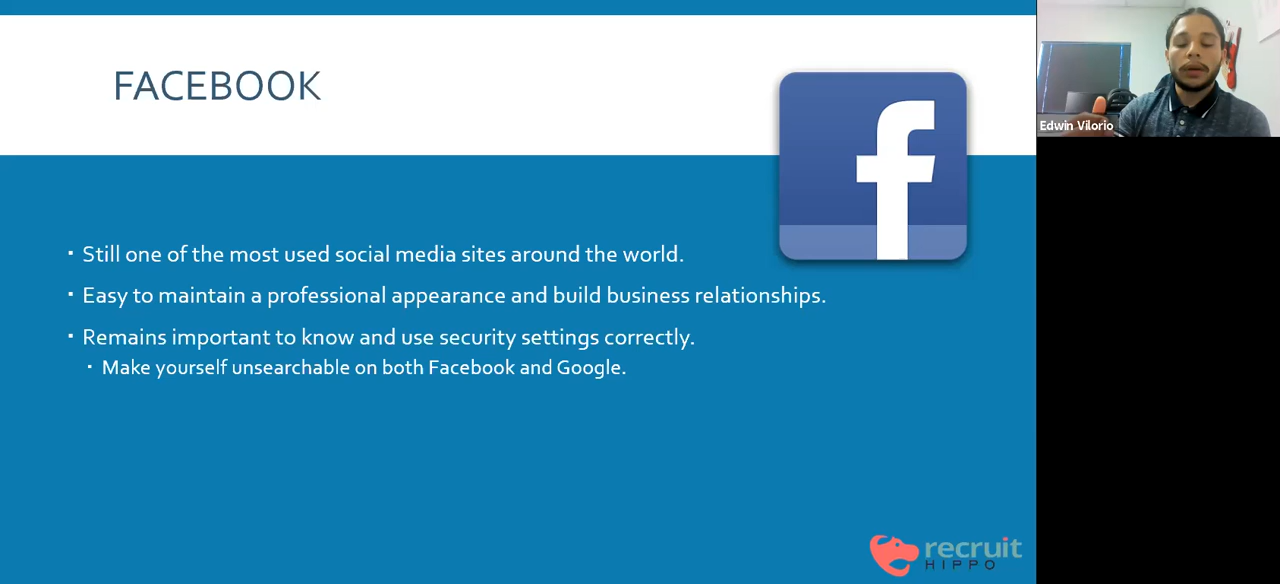 FACEBOOK
Edwin Vilorio
▪ Still one of the most used social media sites around the world.
▪ Easy to maintain a professional appearance and build business relationships.
▪ Remains important to know and use security settings correctly.
▪ Make yourself unsearchable on both Facebook and Google.
recruit
HIPPO